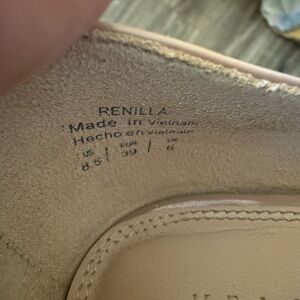 RENILLA
Made in Vietnam
Hecho en vietnam
US EUR UK
8.5 / 39 / 6